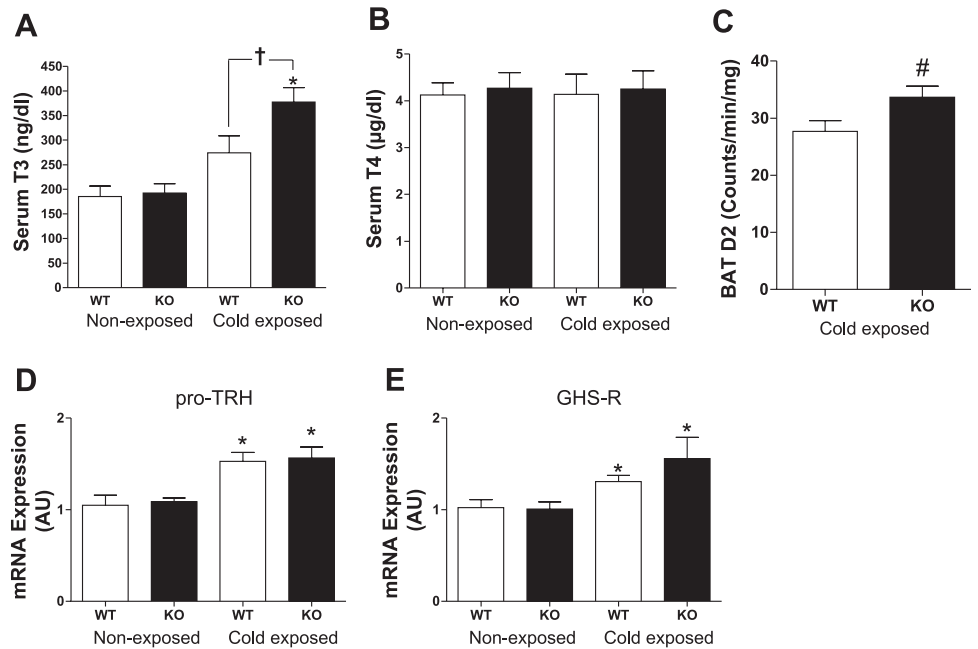 A
Serum T3 (ng/dl)
450
400
350
300
250
200
150
100
50
0
†
*
WT KO WT KO
Non-exposed Cold exposed
B
Serum T4 (µg/dl)
5
4
3
2
1
0
WT KO WT KO
Non-exposed Cold exposed
C
BAT D2 (Counts/min/mg)
40
30
20
10
0
#
WT KO
Cold exposed
D
pro-TRH
mRNA Expression
(AU)
2
1
0
* *
WT KO WT KO
Non-exposed Cold exposed
E
GHS-R
mRNA Expression
(AU)
2
1
0
*
*
WT KO WT KO
Non-exposed Cold exposed